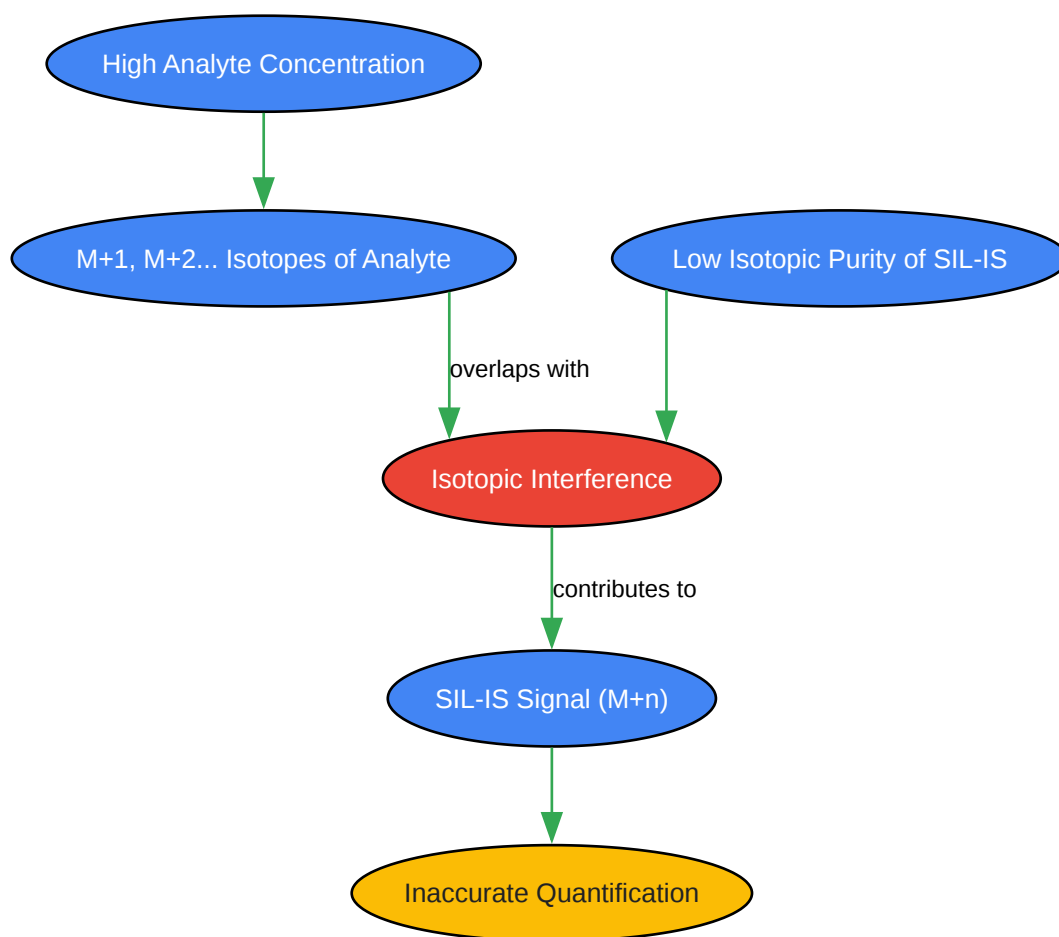 High Analyte Concentration
M+1, M+2... Isotopes of Analyte
Low Isotopic Purity of SIL-IS
overlaps with
Isotopic Interference
contributes to
SIL-IS Signal (M+n)
Inaccurate Quantification